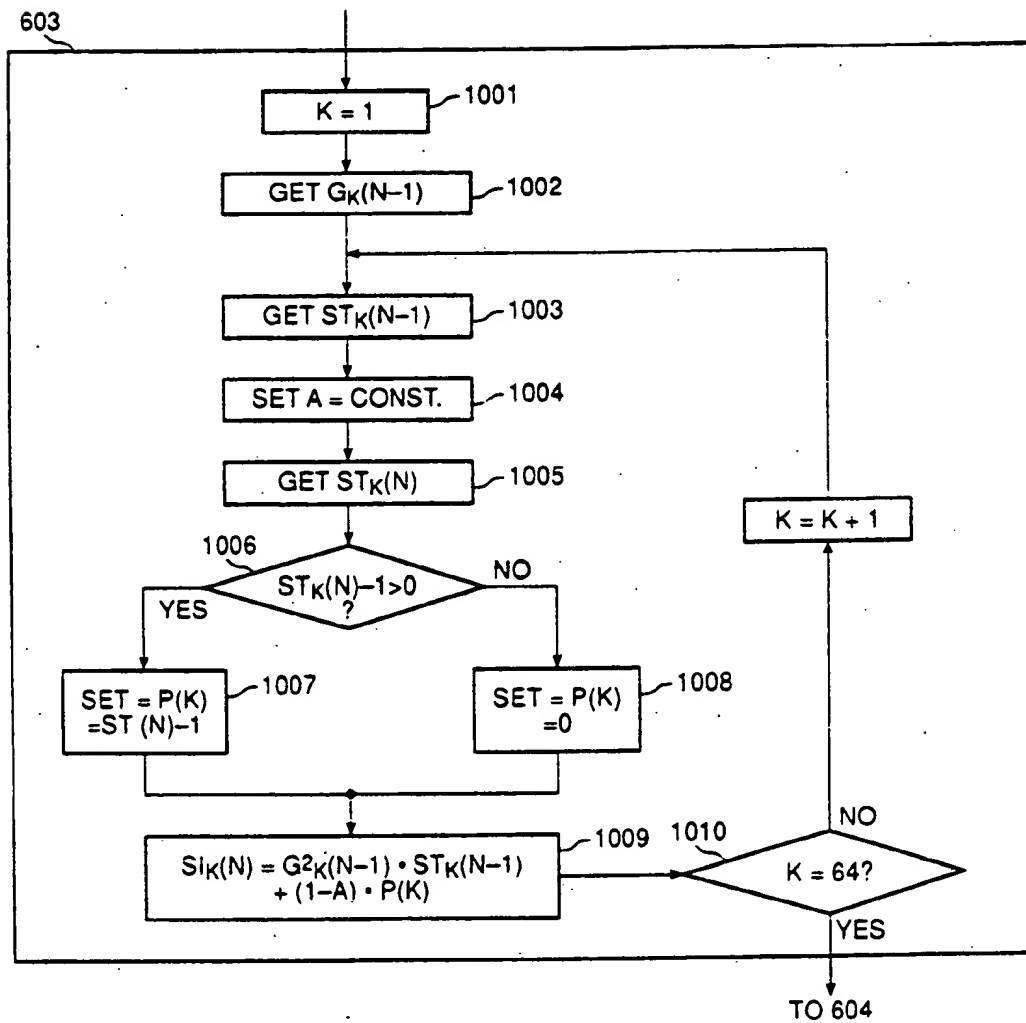 603
K = 1
1001
GET GK(N–1)
1002
GET STK(N–1)
1003
SET A = CONST.
1004
GET STK(N)
1005
K = K + 1
1006
STK(N)–1>0
?
YES
NO
SET = P(K)
=ST (N)–1
1007
SET = P(K)
=0
1008
SiK(N) = G²K(N–1) • STK(N–1)
+ (1–A) • P(K)
1009
1010
NO
K = 64?
YES
TO 604